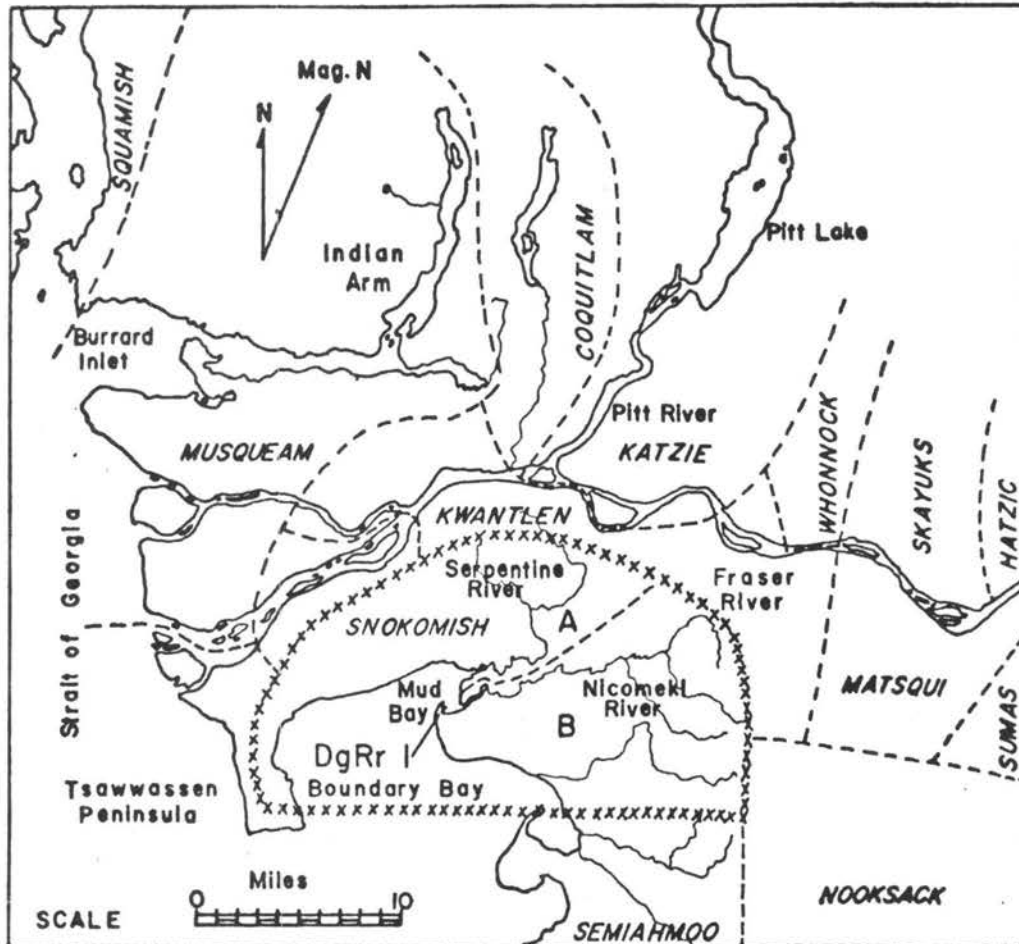 SQUAMISH
N
Mag. N
Indian
Arm
COQUITLAM
Pitt Lake
Burrard
Inlet
MUSQUEAM
Pitt River
KATZIE
WHONNOCK
SKAYUKS
HATZIC
KWANTLEN
Serpentine
River
Fraser
River
Strait of Georgia
SNOKOMISH
A
Mud
Bay
Nicomekl
River
B
MATSQUI
SUMAS
DgRr 1
Boundary Bay
Tsawwassen
Peninsula
Miles
0 10
SCALE
SEMIAHMOO
NOOKSACK